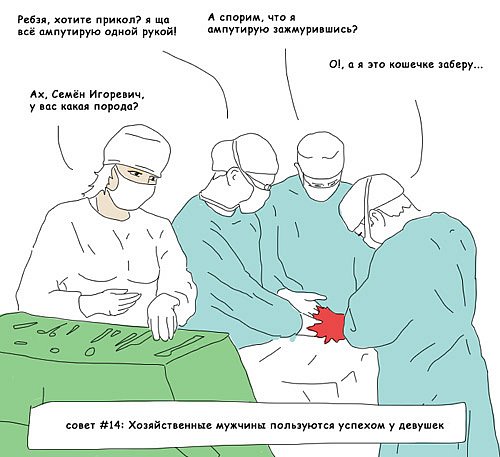 Ребзя, хотите прикол? я ща
всё ампутирую одной рукой!
А спорим, что я
ампутирую зажмурившись?
О!, а я это кошечке заберу...
Ах, Семён Игоревич,
у вас какая порода?
совет #14: Хозяйственные мужчины пользуются успехом у девушек